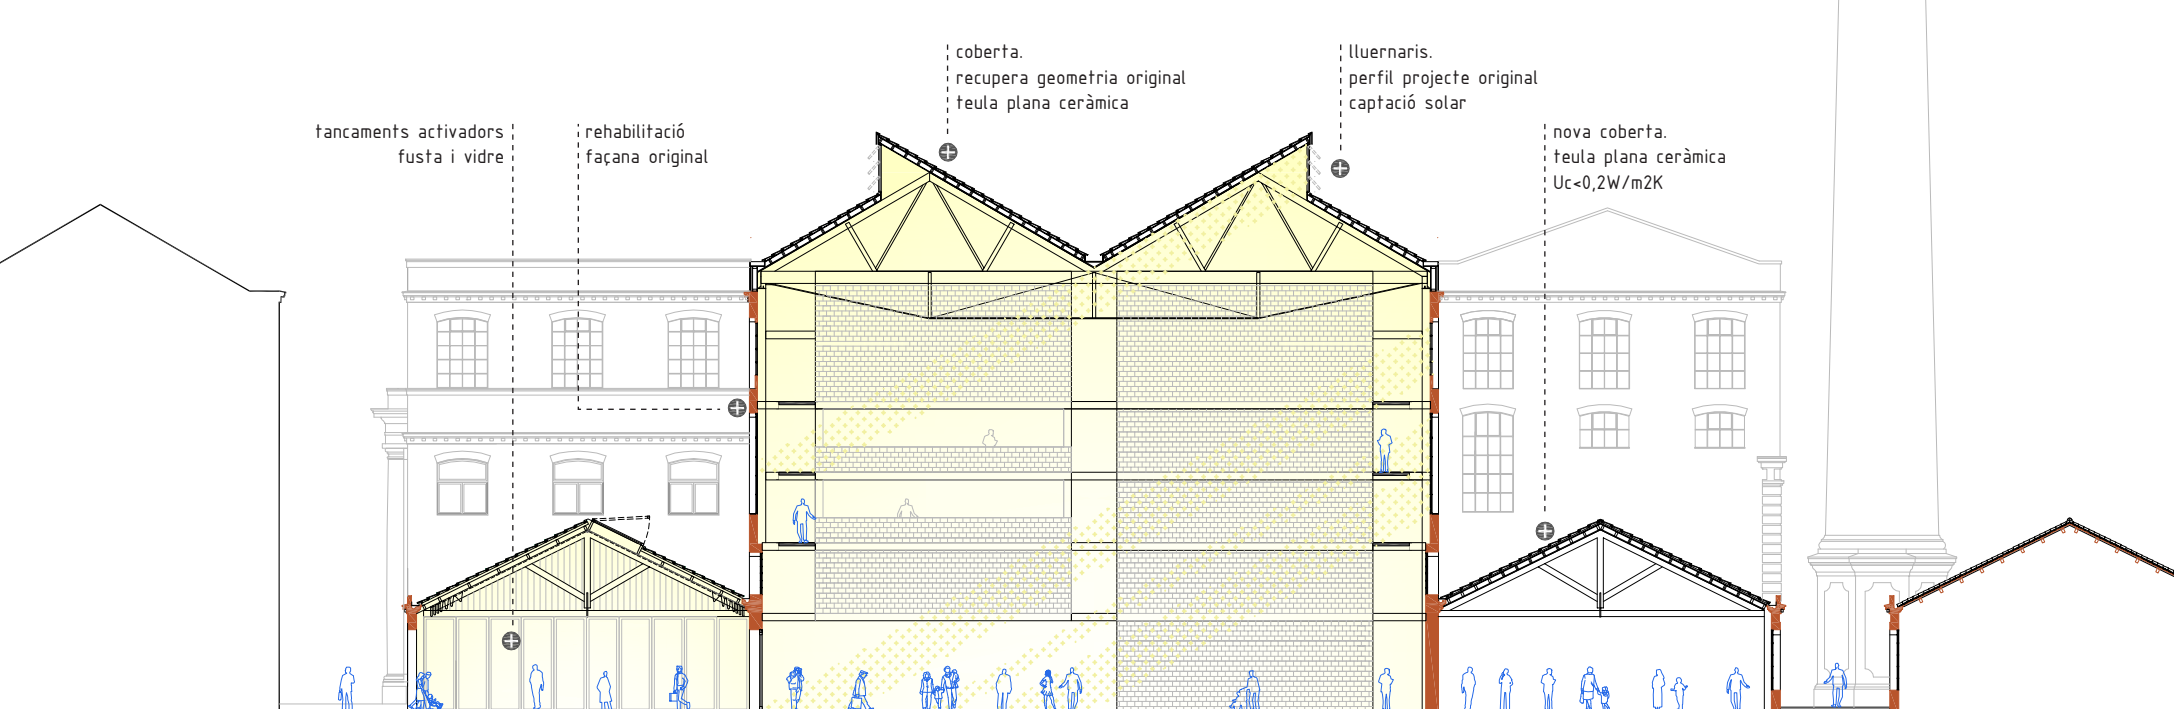 tancaments activadors
fusta i vidre
rehabilitació
façana original
coberta.
recupera geometria original
teula plana ceràmica
lluernaris.
perfil projecte original
captació solar
nova coberta.
teula plana ceràmica
Uc<0,2W/m2K